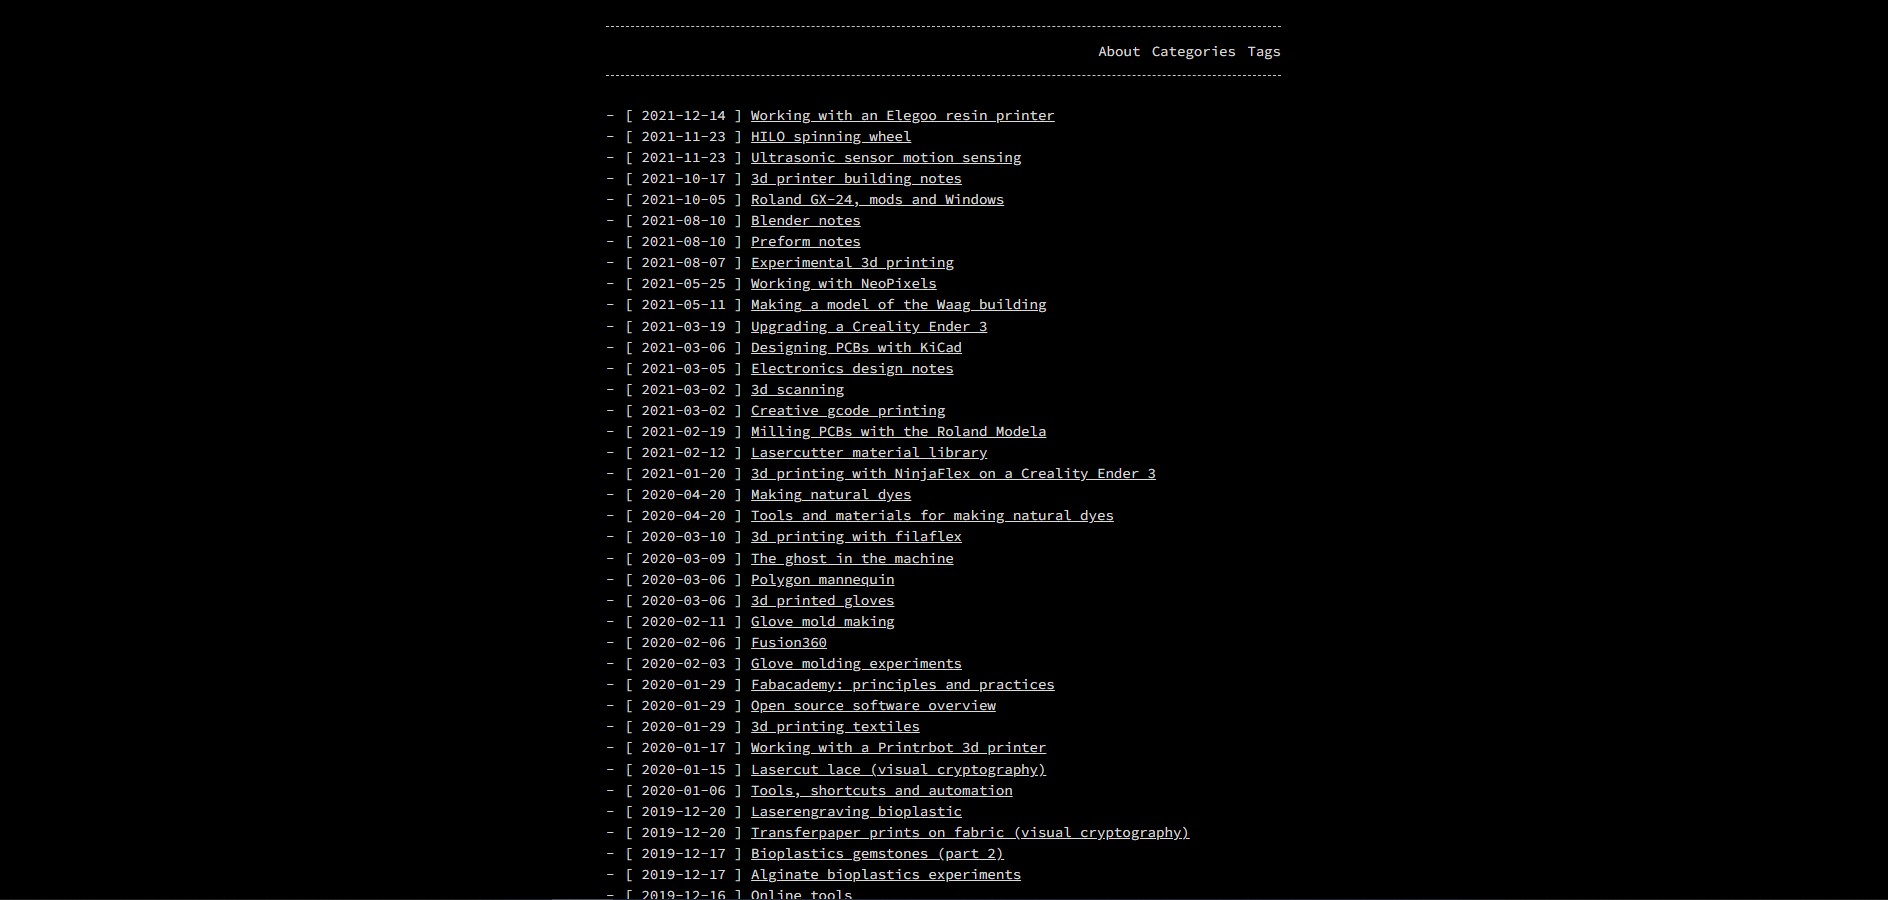 About Categories Tags
- [ 2021-12-14 ] Working with an Elegoo resin printer
- [ 2021-11-23 ] HILO spinning wheel
- [ 2021-11-23 ] Ultrasonic sensor motion sensing
- [ 2021-10-17 ] 3d printer building notes
- [ 2021-10-05 ] Roland GX-24, mods and Windows
- [ 2021-08-10 ] Blender notes
- [ 2021-08-10 ] Preform notes
- [ 2021-08-07 ] Experimental 3d printing
- [ 2021-05-25 ] Working with NeoPixels
- [ 2021-05-11 ] Making a model of the Waag building
- [ 2021-03-19 ] Upgrading a Creality Ender 3
- [ 2021-03-06 ] Designing PCBs with KiCad
- [ 2021-03-05 ] Electronics design notes
- [ 2021-03-02 ] 3d scanning
- [ 2021-03-02 ] Creative gcode printing
- [ 2021-02-19 ] Milling PCBs with the Roland Modela
- [ 2021-02-12 ] Lasercutter material library
- [ 2021-01-20 ] 3d printing with NinjaFlex on a Creality Ender 3
- [ 2020-04-20 ] Making natural dyes
- [ 2020-04-20 ] Tools and materials for making natural dyes
- [ 2020-03-10 ] 3d printing with filaflex
- [ 2020-03-09 ] The ghost in the machine
- [ 2020-03-06 ] Polygon mannequin
- [ 2020-03-06 ] 3d printed gloves
- [ 2020-02-11 ] Glove mold making
- [ 2020-02-06 ] Fusion360
- [ 2020-02-03 ] Glove molding experiments
- [ 2020-01-29 ] Fabacademy: principles and practices
- [ 2020-01-29 ] Open source software overview
- [ 2020-01-29 ] 3d printing textiles
- [ 2020-01-17 ] Working with a Printrbot 3d printer
- [ 2020-01-15 ] Lasercut lace (visual cryptography)
- [ 2020-01-06 ] Tools, shortcuts and automation
- [ 2019-12-20 ] Laserengraving bioplastic
- [ 2019-12-20 ] Transferpaper prints on fabric (visual cryptography)
- [ 2019-12-17 ] Bioplastics gemstones (part 2)
- [ 2019-12-17 ] Alginate bioplastics experiments
- [ 2019-12-16 ] Online tools